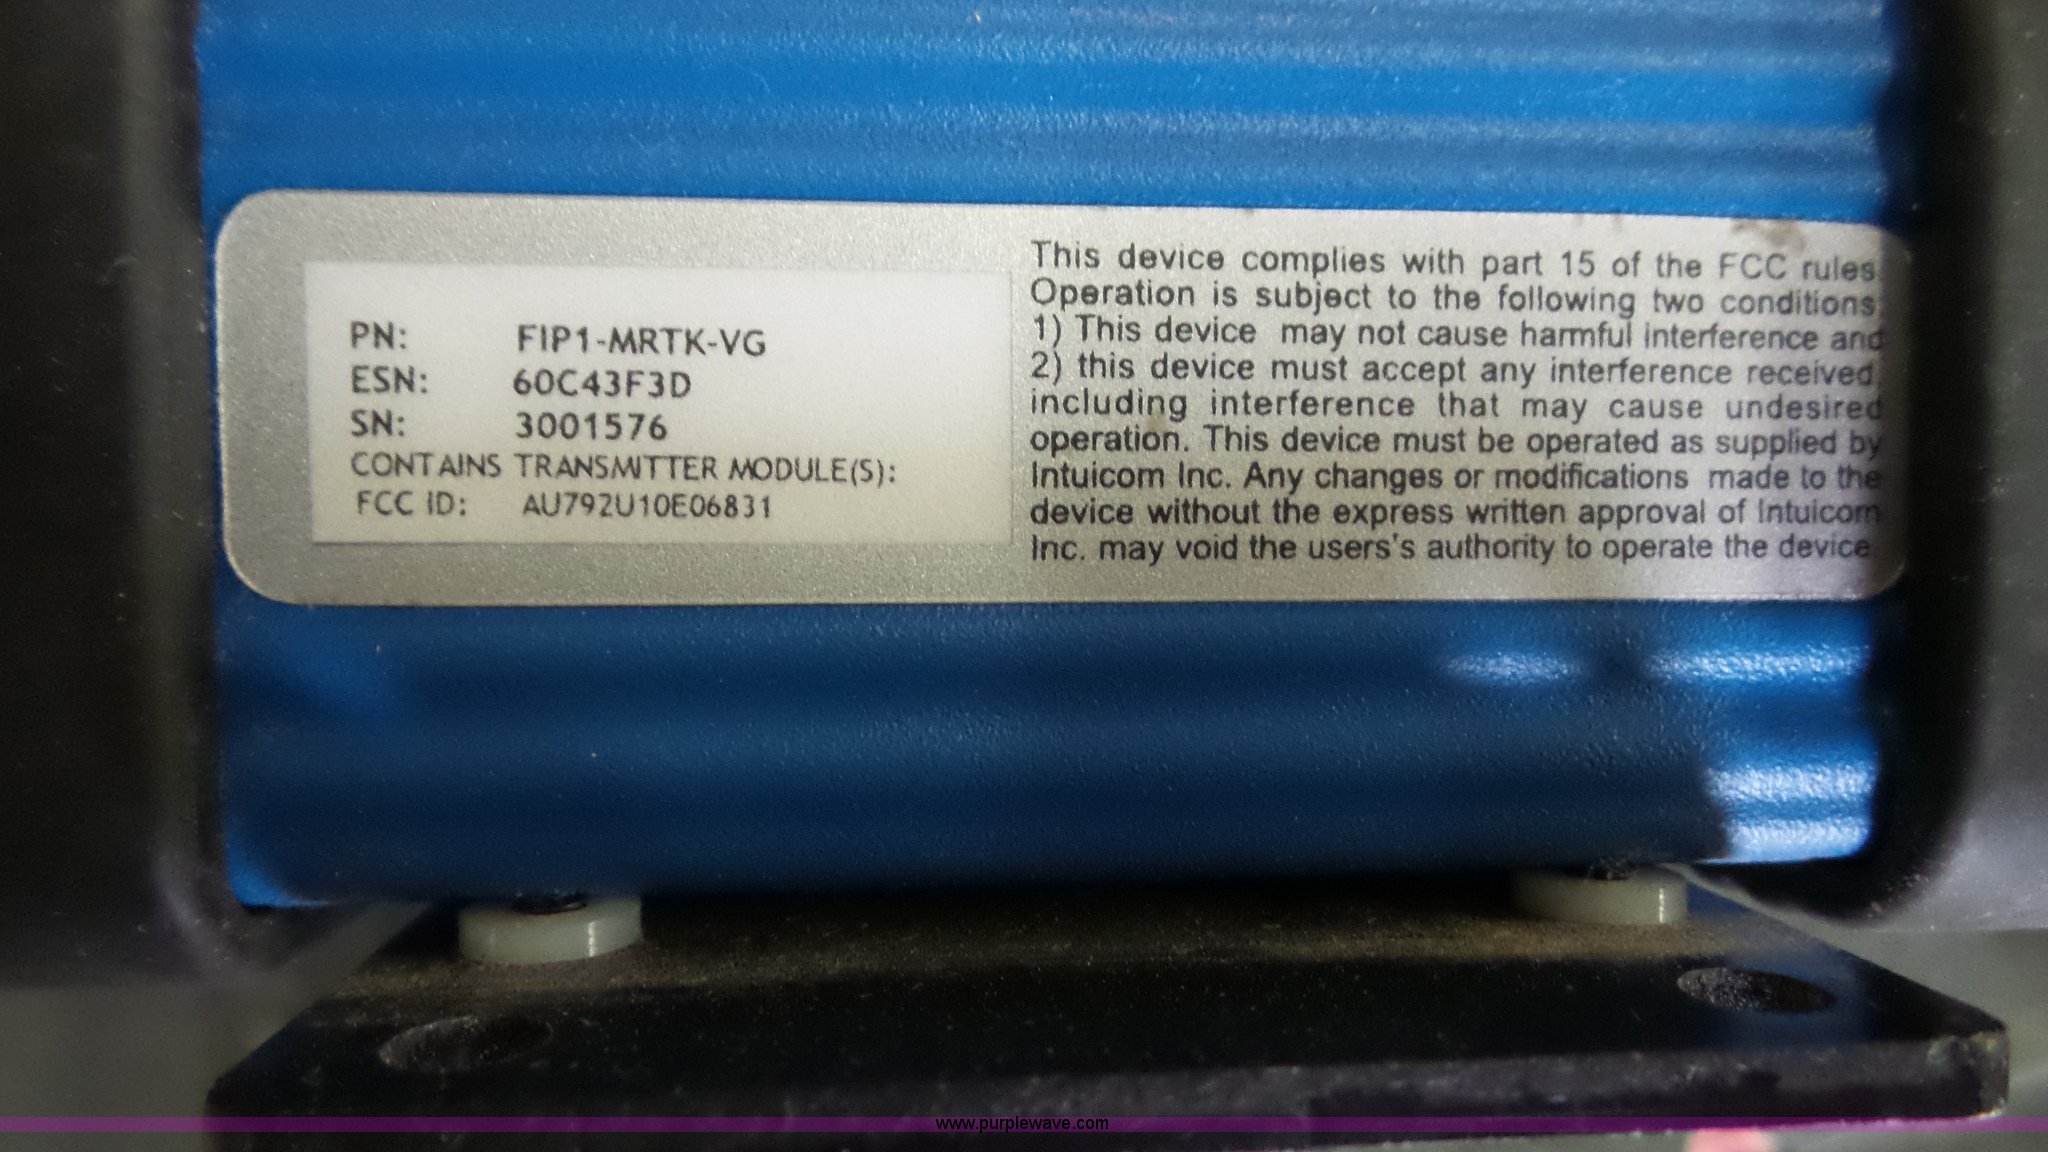 PN: FIP1-MRTK-VG
ESN: 60C43F3D
SN: 3001576
CONTAINS TRANSMITTER MODULE(S):
FCC ID: AU792U10E06831
This device complies with part 15 of the FCC rules.
Operation is subject to the following two conditions
1) This device may not cause harmful interference and
2) this device must accept any interference received,
including interference that may cause undesired
operation. This device must be operated as supplied by
Intuicom Inc. Any changes or modifications made to the
device without the express written approval of Intuicom
Inc. may void the users's authority to operate the device
www.purplewave.com